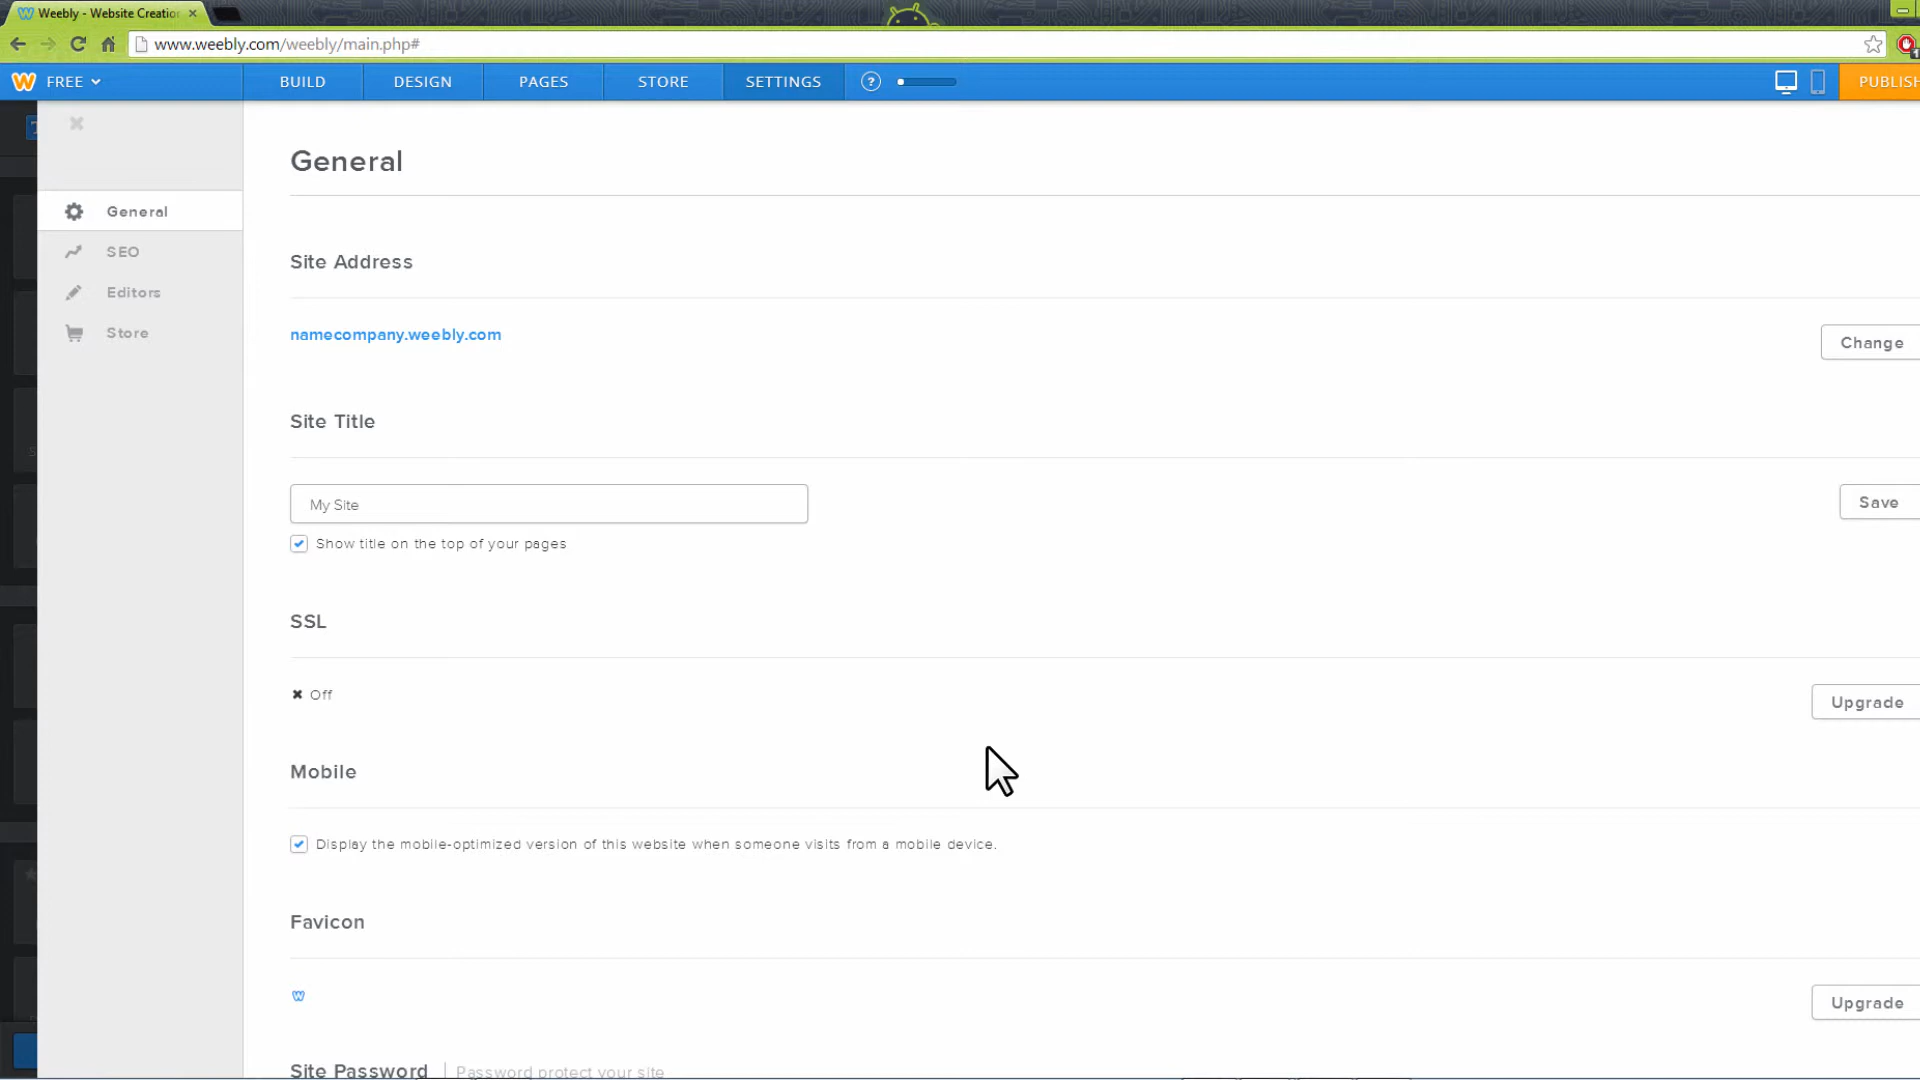 Weebly - Website Creation
www.weebly.com/weebly/main.php#
FREE BUILD DESIGN PAGES STORE SETTINGS ? PUBLISH
General
General
SEO
Editors
Store
Site Address
namecompany.weebly.com
Change
Site Title
My Site
Save
Show title on the top of your pages
SSL
Off
Upgrade
Mobile
Display the mobile-optimized version of this website when someone visits from a mobile device.
Favicon
Upgrade
Site Password | Password protect your site